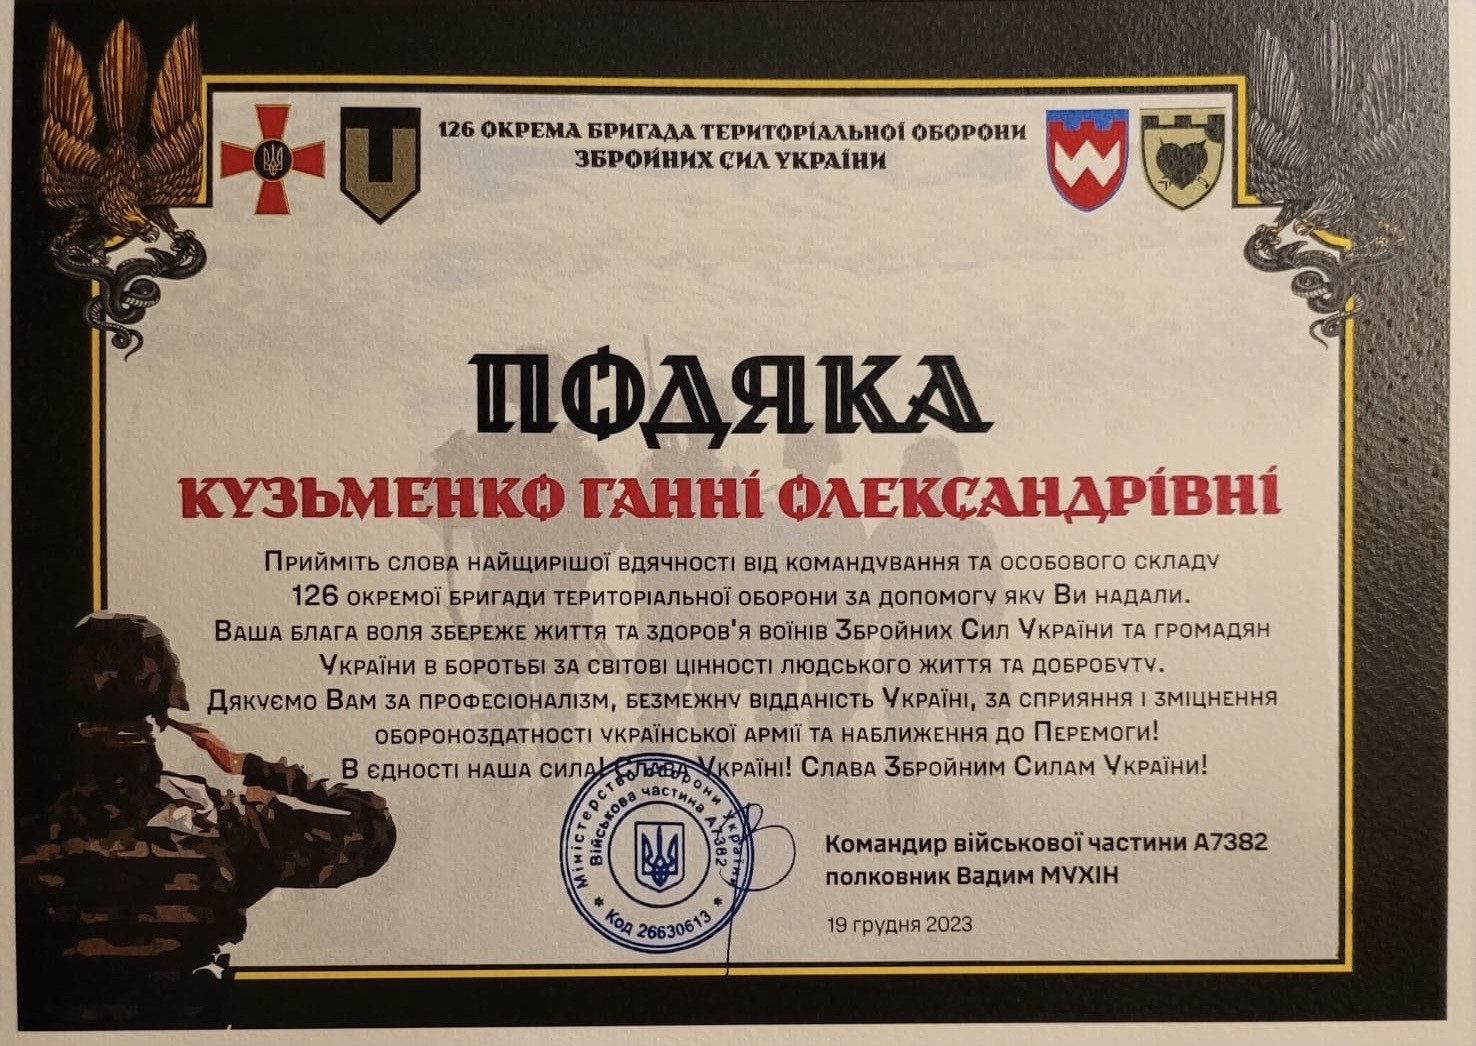 126 ОКРЕМА БРИГАДА ТЕРИТОРІАЛЬНОЇ ОБОРОНИ
ЗБРОЙНИХ СИЛ УКРАЇНИ
ПОДЯКА
КУЗЬМЕНКО ГАННІ ОЛЕКСАНДРІВНІ
Прийміть слова найщирішої вдячності від командування та особового складу
126 окремої бригади територіальної оборони за допомогу яку Ви надали.
Ваша блага воля збереже життя та здоров'я воїнів Збройних Сил України та громадян
України в боротьбі за світові цінності людського життя та добробуту.
Дякуємо Вам за професіоналізм, безмежну відданість Україні, за сприяння і зміцнення
обороноздатності української армії та наближення до Перемоги!
В єдності наша сила! Слава Україні! Слава Збройним Силам України!
Міністерство оборони України
Військова частина А7382
* Код 26630613 *
Командир військової частини А7382
полковник Вадим МУХІН
19 грудня 2023